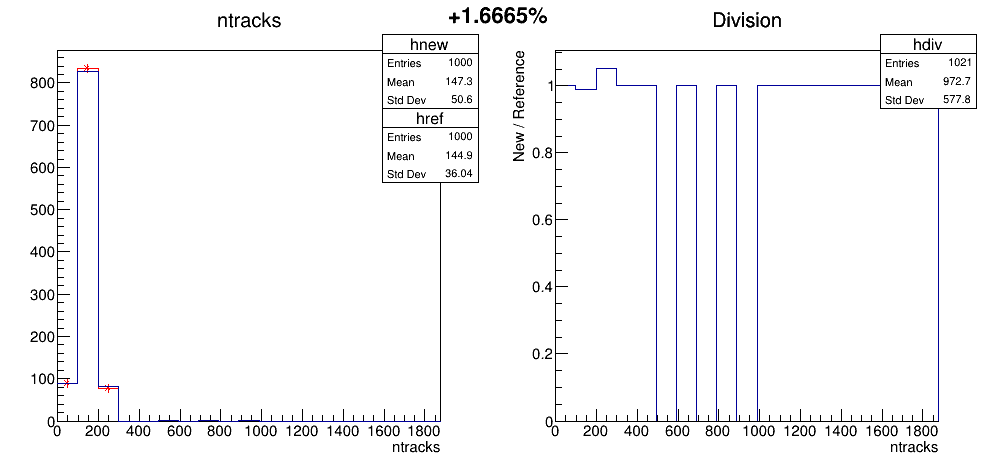 +1.6665%
ntracks
hnew
Entries 1000
Mean 147.3
Std Dev 50.6
href
Entries 1000
Mean 144.9
Std Dev 36.04
800
700
600
500
400
300
200
100
0
0 200 400 600 800 1000 1200 1400 1600 1800
ntracks
Division
hdiv
Entries 1021
Mean 972.7
Std Dev 577.8
New / Reference
1
0.8
0.6
0.4
0.2
0
0 200 400 600 800 1000 1200 1400 1600 1800
ntracks